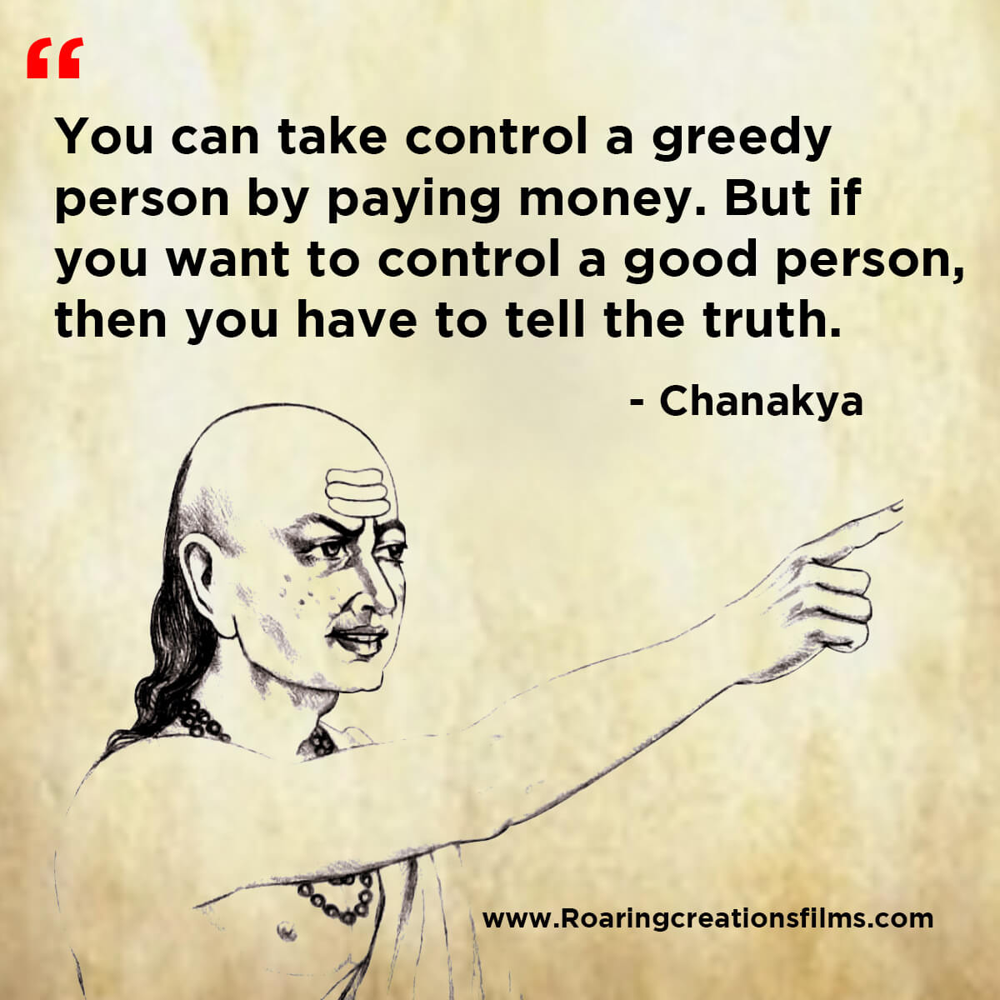 “
You can take control a greedy
person by paying money. But if
you want to control a good person,
then you have to tell the truth.
- Chanakya
www.Roaringcreationsfilms.com